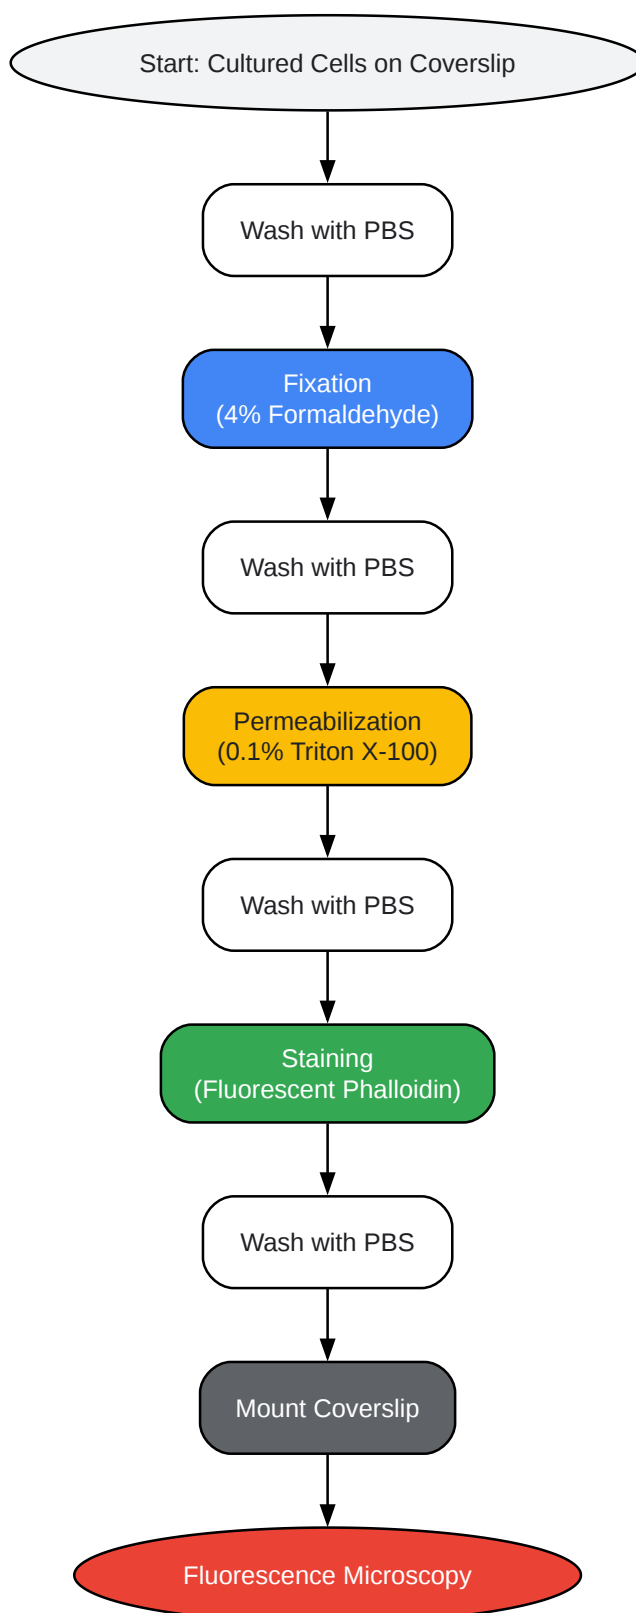 Start: Cultured Cells on Coverslip
Wash with PBS
Fixation
(4% Formaldehyde)
Wash with PBS
Permeabilization
(0.1% Triton X-100)
Wash with PBS
Staining
(Fluorescent Phalloidin)
Wash with PBS
Mount Coverslip
Fluorescence Microscopy